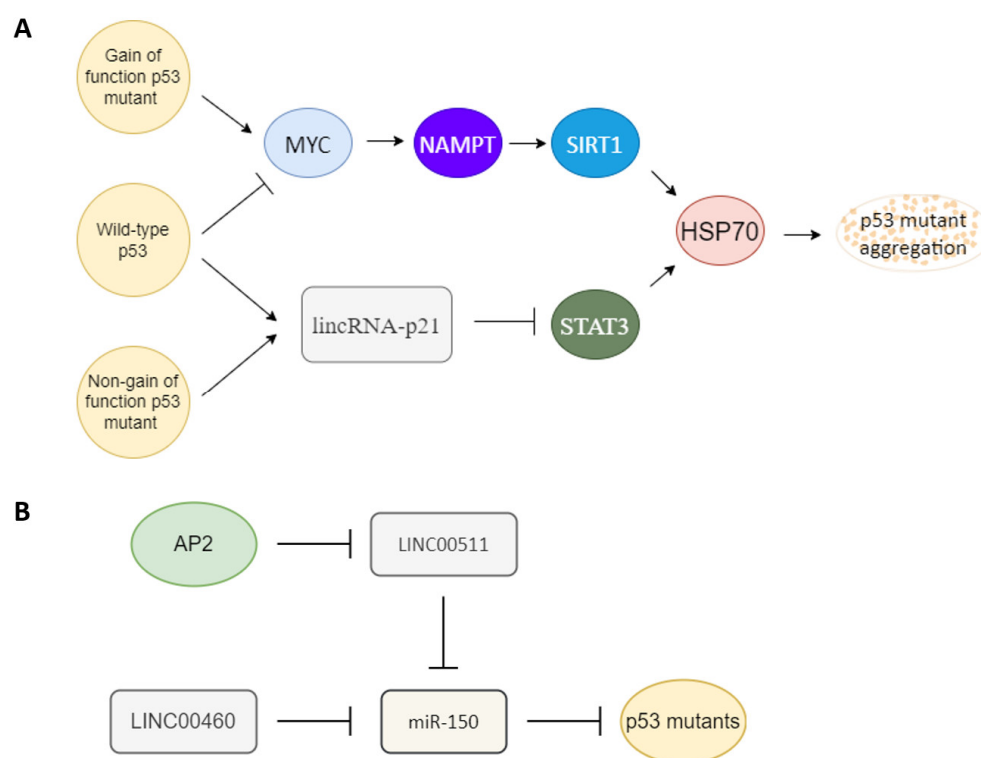 A
Gain of
function p53
mutant
MYC
NAMPT
SIRT1
Wild-type
p53
HSP70
p53 mutant
aggregation
lincRNA-p21
STAT3
Non-gain of
function p53
mutant
B
AP2
LINC00511
LINC00460
miR-150
p53 mutants